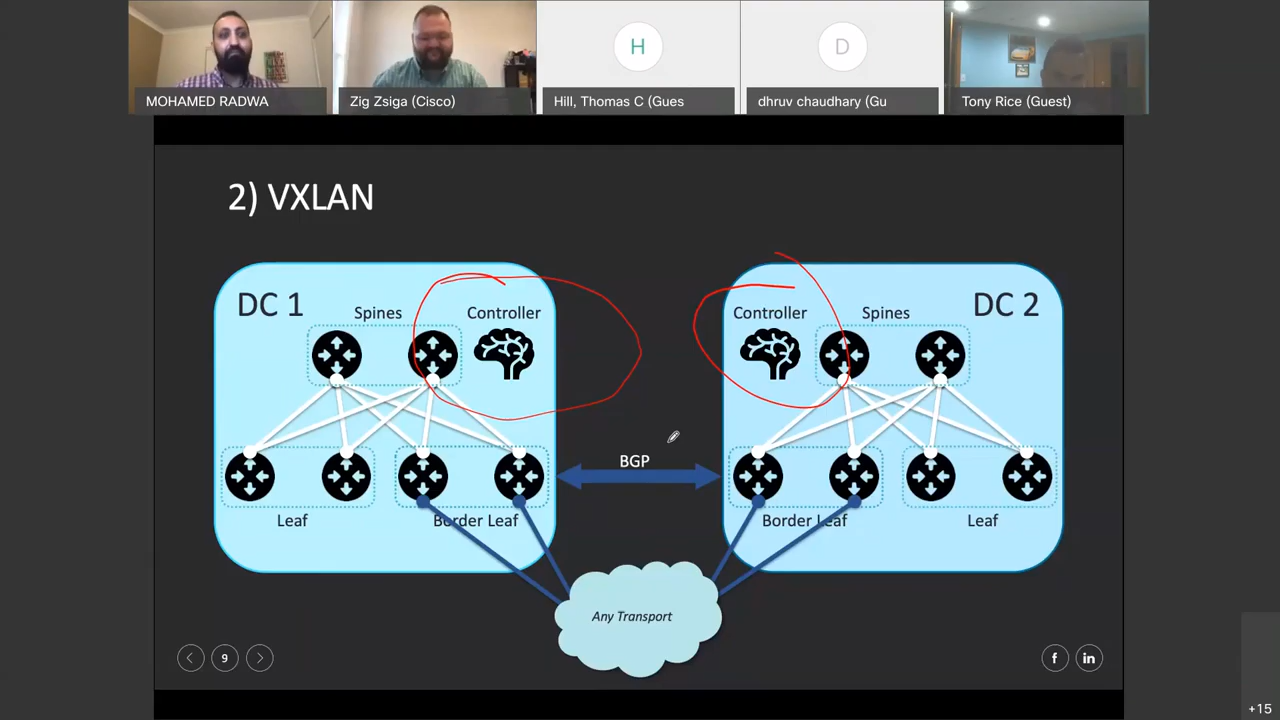 H
D
MOHAMED RADWA
Zig Zsiga (Cisco)
Hill, Thomas C (Gues
dhruv chaudhary (Gu
Tony Rice (Guest)
2) VXLAN
DC 1
Spines
Controller
Controller
Spines
DC 2
BGP
Leaf
Border Leaf
Border Leaf
Leaf
Any Transport
9
f
in
+15